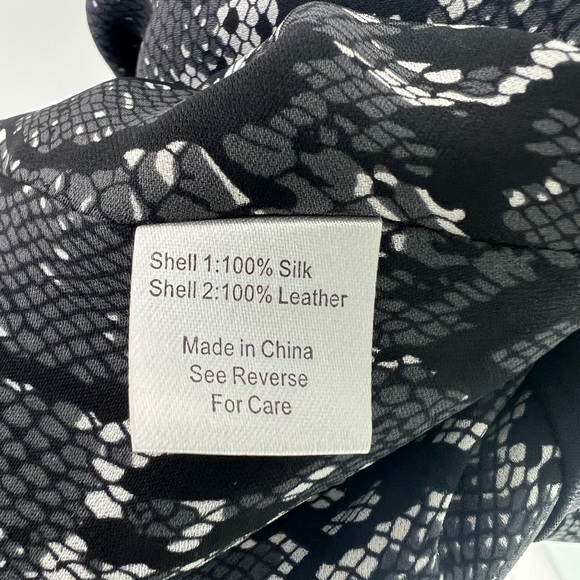 Shell 1:100% Silk
Shell 2:100% Leather
Made in China
See Reverse
For Care